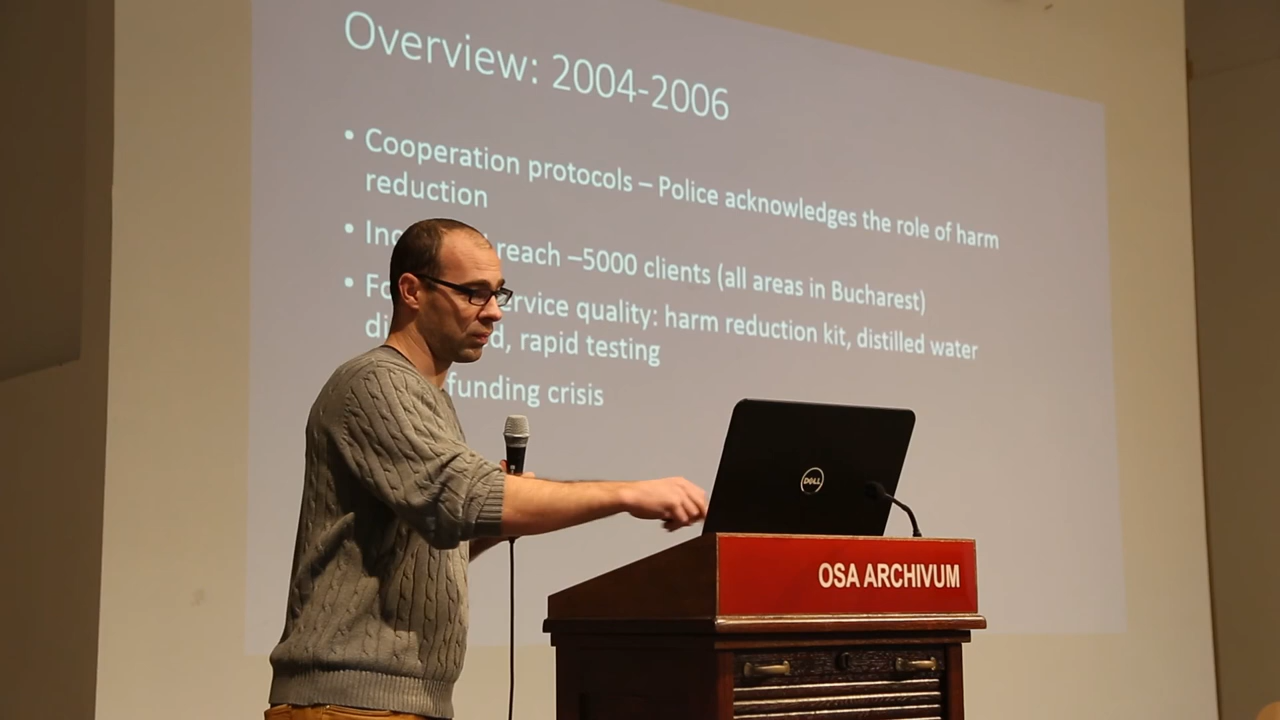 Overview: 2004-2006
• Cooperation protocols – Police acknowledges the role of harm
reduction
• reach –5000 clients (all areas in Bucharest)
• quality: harm reduction kit, distilled water
rapid testing
funding crisis
DELL
OSA ARCHIVUM